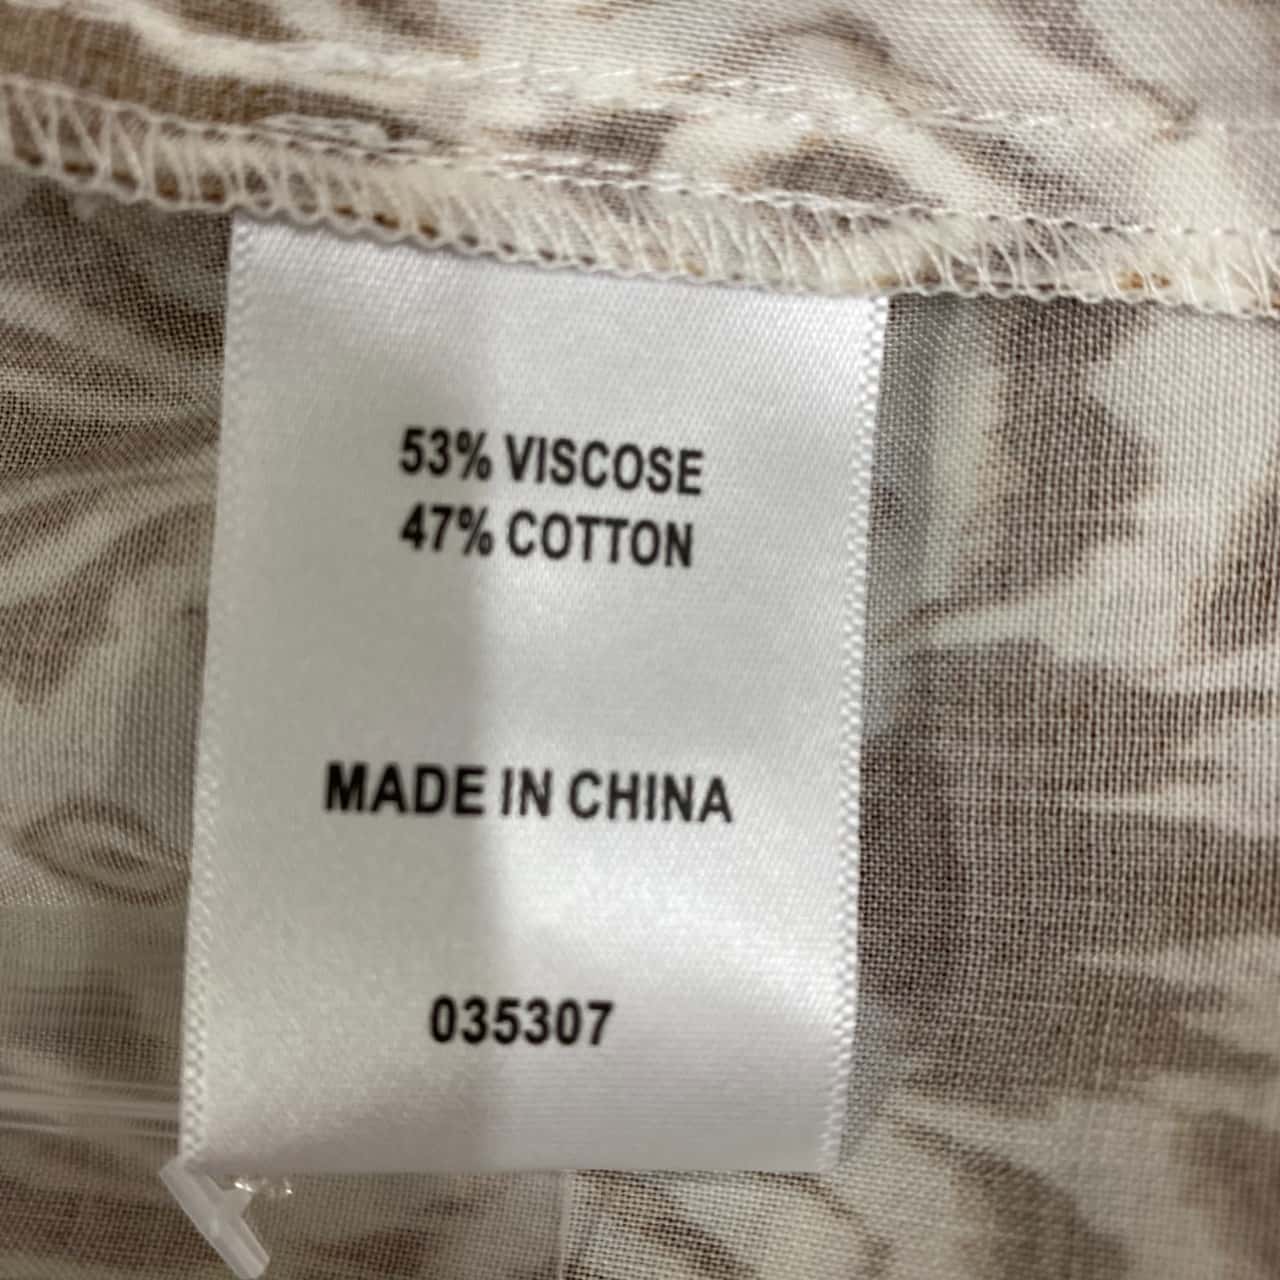 53% VISCOSE
47% COTTON
MADE IN CHINA
035307